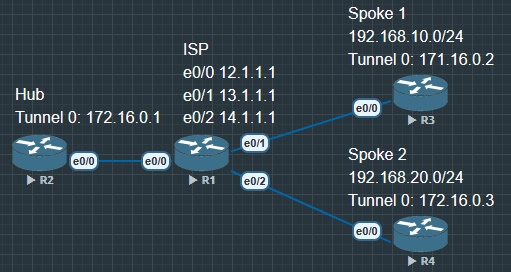 Spoke 1
192.168.10.0/24
Tunnel 0: 171.16.0.2
e0/0
R3
ISP
e0/0 12.1.1.1
e0/1 13.1.1.1
e0/2 14.1.1.1
Hub
Tunnel 0: 172.16.0.1
e0/0
e0/0
e0/1
e0/2
R2
R1
Spoke 2
192.168.20.0/24
Tunnel 0: 172.16.0.3
e0/0
R4